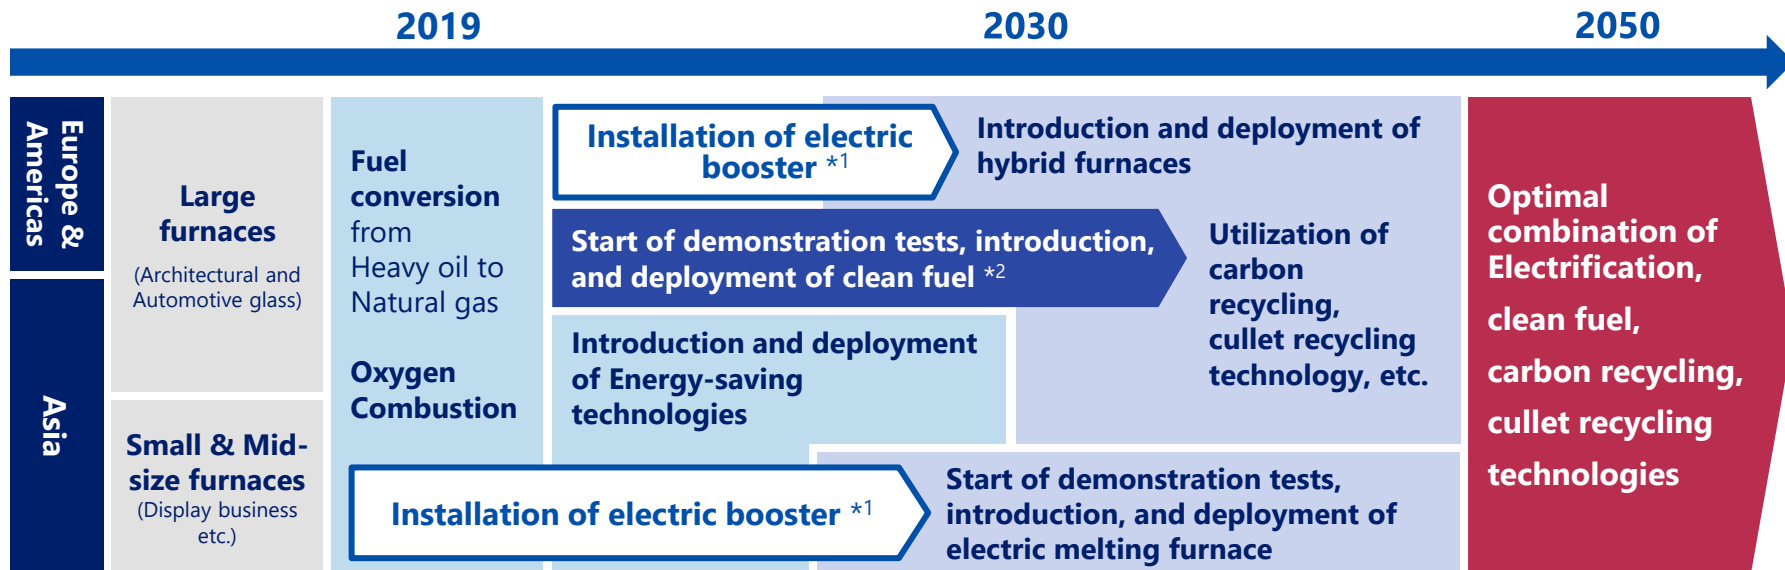 2019
2030
2050
Europe &
Americas
Asia
Large
furnaces
(Architectural and
Automotive glass)
Small & Mid-
size furnaces
(Display business
etc.)
Fuel
conversion
from
Heavy oil to
Natural gas
Oxygen
Combustion
Installation of electric
booster *1
Start of demonstration tests, introduction,
and deployment of clean fuel *2
Introduction and deployment
of Energy-saving
technologies
Installation of electric booster *1
Introduction and deployment of
hybrid furnaces
Utilization of
carbon
recycling,
cullet recycling
technology, etc.
Start of demonstration tests,
introduction, and deployment of
electric melting furnace
Optimal
combination of
Electrification,
clean fuel,
carbon recycling,
cullet recycling
technologies